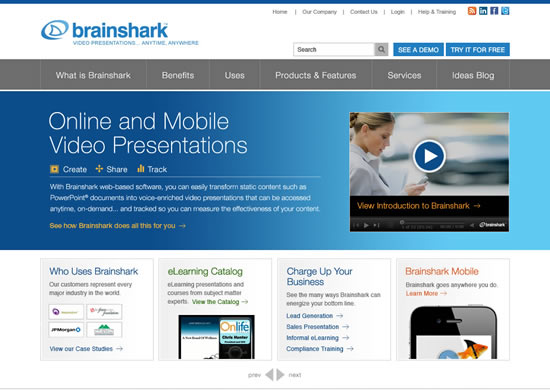 Home | Our Company | Contact Us | Login | Help & Training
brainshark
VIDEO PRESENTATIONS... ANYTIME, ANYWHERE
Search
SEE A DEMO
TRY IT FOR FREE
What is Brainshark
Benefits
Uses
Products & Features
Services
Ideas Blog
Online and Mobile
Video Presentations
Create
Share
Track
With Brainshark web-based software, you can easily transform static content such as
PowerPoint® documents into voice-enriched video presentations that can be accessed
anytime, on-demand... and tracked so you can measure the effectiveness of your content.
See how Brainshark does all this for you →
View Introduction to Brainshark →
brainshark
Who Uses Brainshark
Our customers represent every
major industry in the world.
JPMorgan
View our Case Studies →
eLearning Catalog
eLearning presentations and
courses from subject matter
experts. View the Catalog →
A New Brand Of Wellness
Onlife
Chris Hunter
Charge Up Your
Business
See the many ways Brainshark can
energize your bottom line.
Lead Generation →
Sales Presentation →
Informal eLearning →
Compliance Training →
Brainshark Mobile
Brainshark goes anywhere you do.
Learn More →
prev
next